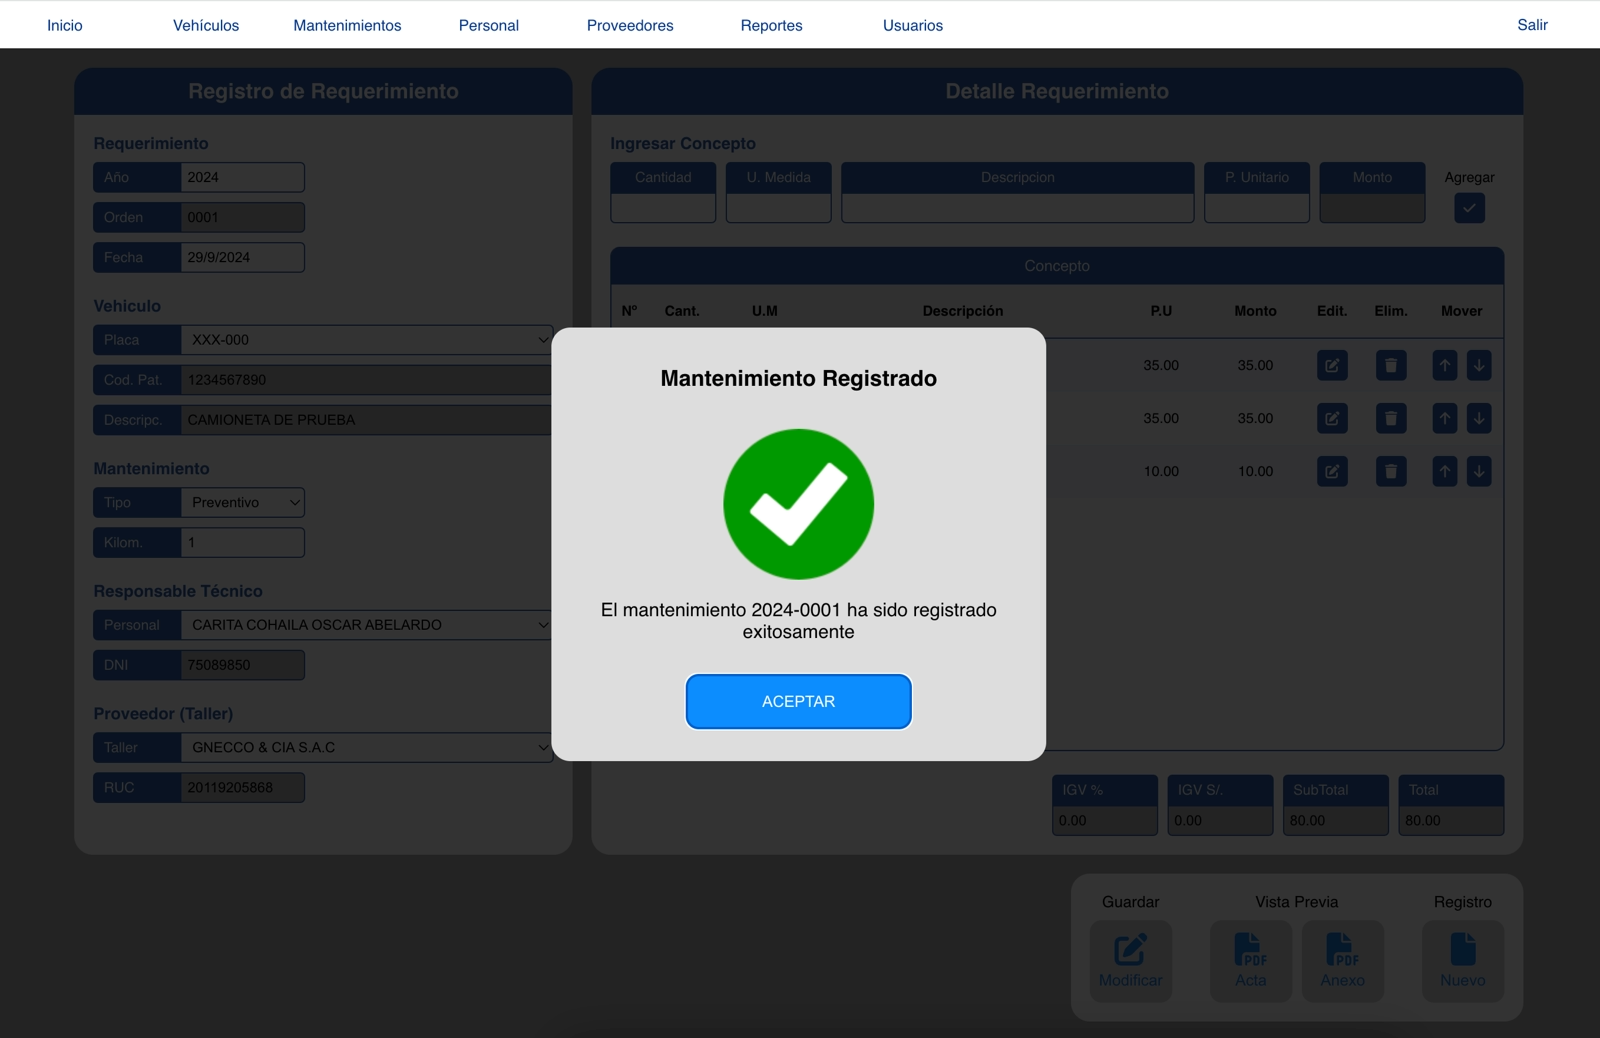 Inicio Vehículos Mantenimientos Personal Proveedores Reportes Usuarios Salir
Registro de Requerimiento
Requerimiento
Año 2024
Orden 0001
Fecha 29/9/2024
Vehiculo
Placa XXX-000
Cod. Pat. 1234567890
Descripc. CAMIONETA DE PRUEBA
Mantenimiento
Tipo Preventivo
Kilom. 1
Responsable Técnico
Personal CARITA COHAILA OSCAR ABELARDO
DNI 75089850
Proveedor (Taller)
Taller GNECCO & CIA S.A.C
RUC 20119205868
Detalle Requerimiento
Ingresar Concepto
Cantidad U. Medida Descripcion P. Unitario Monto Agregar
Concepto
Nº Cant. U.M Descripción P.U Monto Edit. Elim. Mover
35.00 35.00
35.00 35.00
10.00 10.00
Mantenimiento Registrado
El mantenimiento 2024-0001 ha sido registrado
exitosamente
ACEPTAR
IGV % IGV S/. SubTotal Total
0.00 0.00 80.00 80.00
Guardar Vista Previa Registro
PDF PDF
Modificar Acta Anexo Nuevo